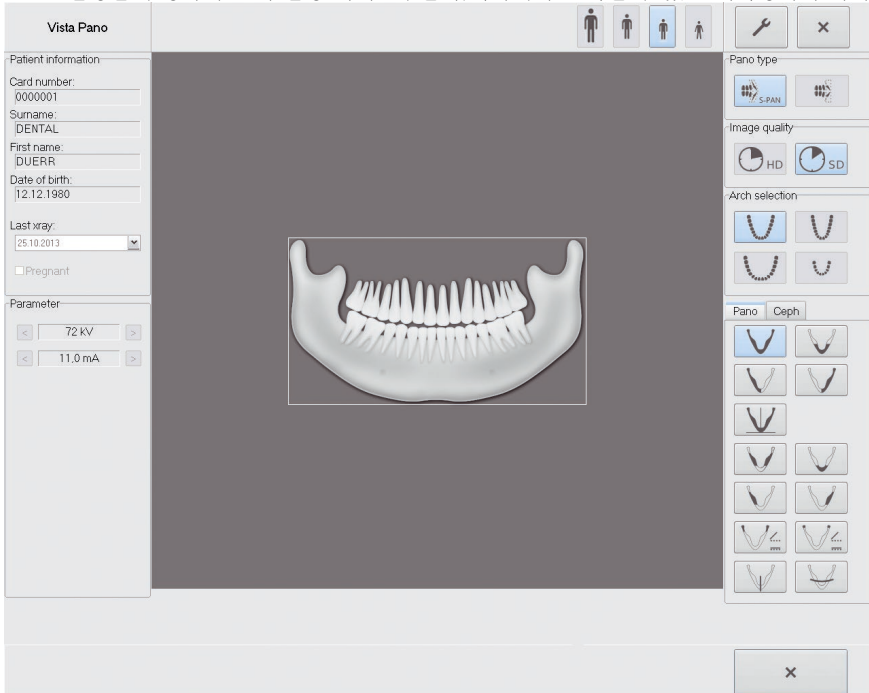 Vista Pano
Patient information
Card number:
0000001
Surname:
DENTAL
First name:
DUERR
Date of birth:
12.12.1980
Last xray:
25.10.2013
Pregnant
Parameter
< 72 kV >
< 11,0 mA >
Pano type
S-PAN
Image quality
HD SD
Arch selection
Pano Ceph